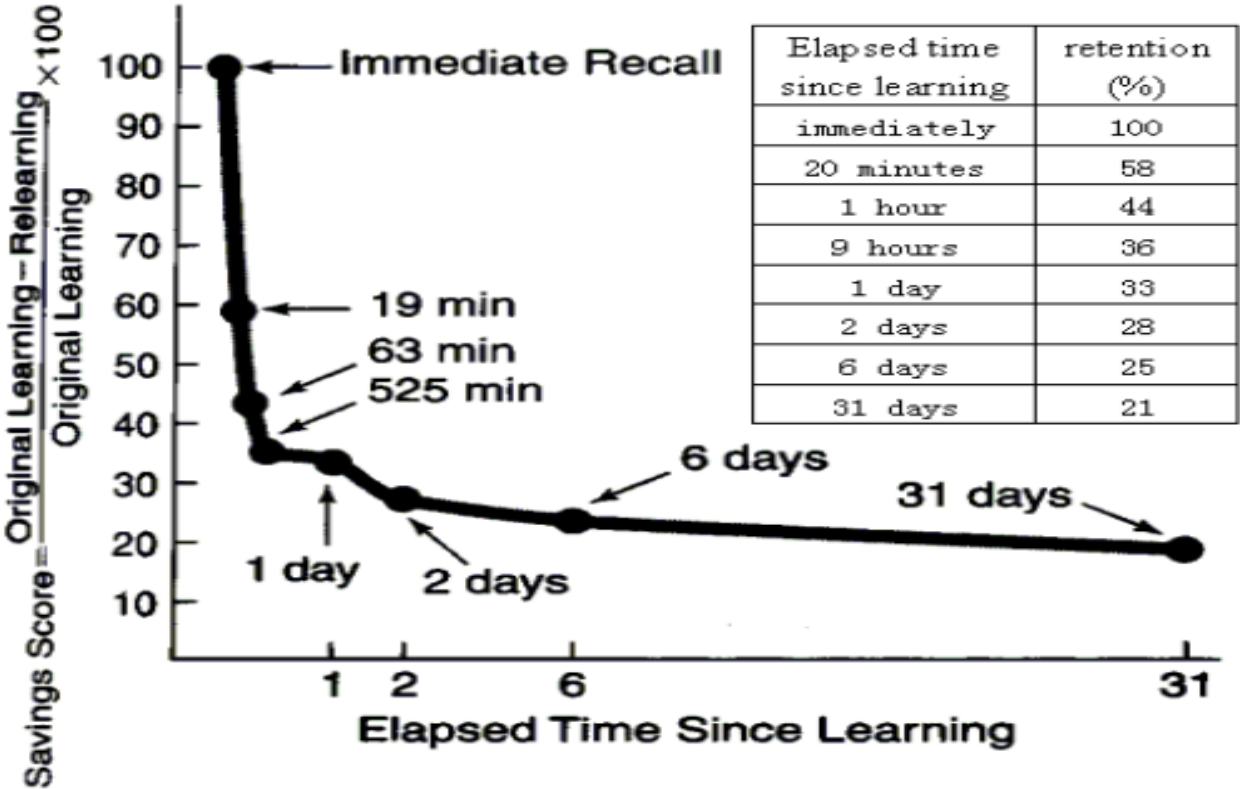 Savings Score = Original Learning - Relearning ×100
Original Learning
100
90
80
70
60
50
40
30
20
10
Immediate Recall
19 min
63 min
525 min
1 day
2 days
6 days
31 days
1 2 6 31
Elapsed Time Since Learning
Elapsed time since learning retention (%)
immediately 100
20 minutes 58
1 hour 44
9 hours 36
1 day 33
2 days 28
6 days 25
31 days 21